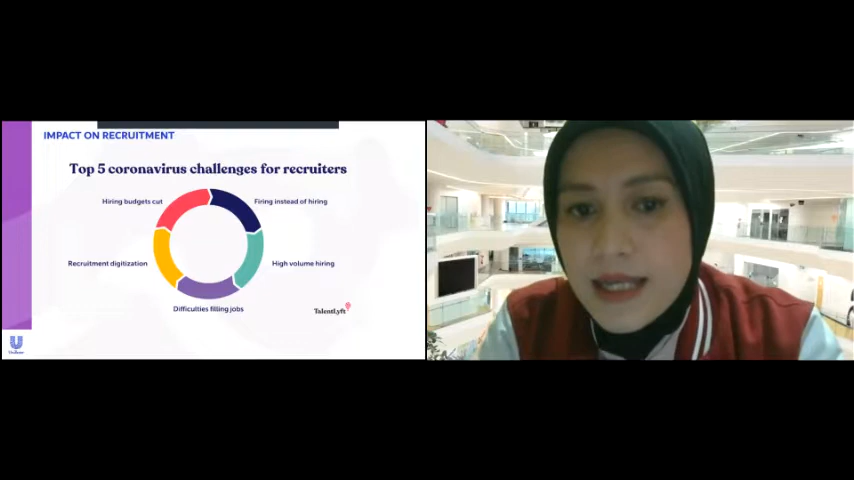 IMPACT ON RECRUITMENT
Top 5 coronavirus challenges for recruiters
Hiring budgets cut
Firing instead of hiring
Recruitment digitization
High volume hiring
Difficulties filling jobs
TalentLyft
Unilever